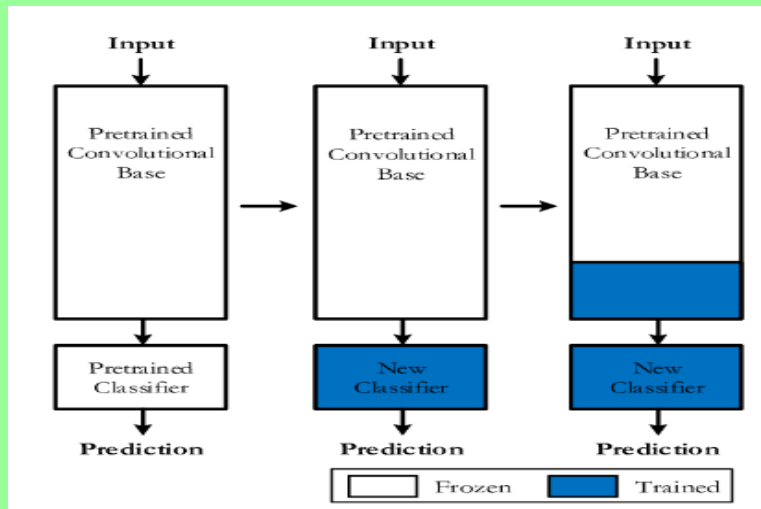 Input
Pretrained
Convolutional
Base
Pretrained
Classifier
Prediction
Input
Pretrained
Convolutional
Base
New
Classifier
Prediction
Input
Pretrained
Convolutional
Base
New
Classifier
Prediction
Frozen
Trained